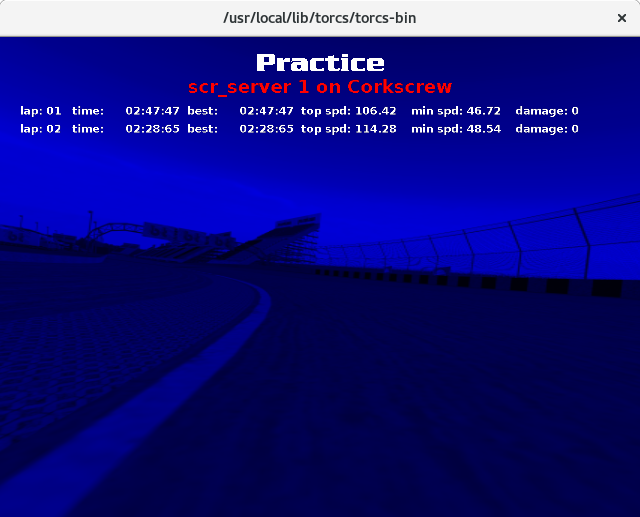 /usr/local/lib/torcs/torcs-bin
Practice
scr_server 1 on Corkscrew
lap: 01 time: 02:47:47 best: 02:47:47 top spd: 106.42 min spd: 46.72 damage: 0
lap: 02 time: 02:28:65 best: 02:28:65 top spd: 114.28 min spd: 48.54 damage: 0